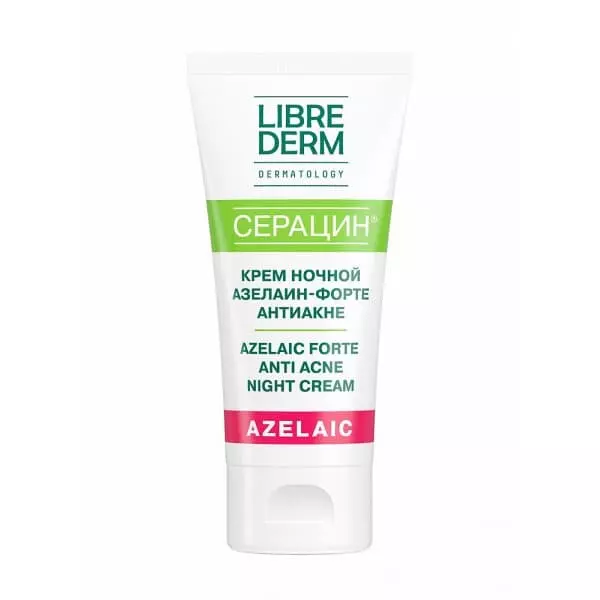 LIBRE
DERM
DERMATOLOGY
СЕРАЦИН®
КРЕМ НОЧНОЙ
АЗЕЛАИН-ФОРТЕ
АНТИАКНЕ
AZELAIC FORTE
ANTI ACNE
NIGHT CREAM
AZELAIC